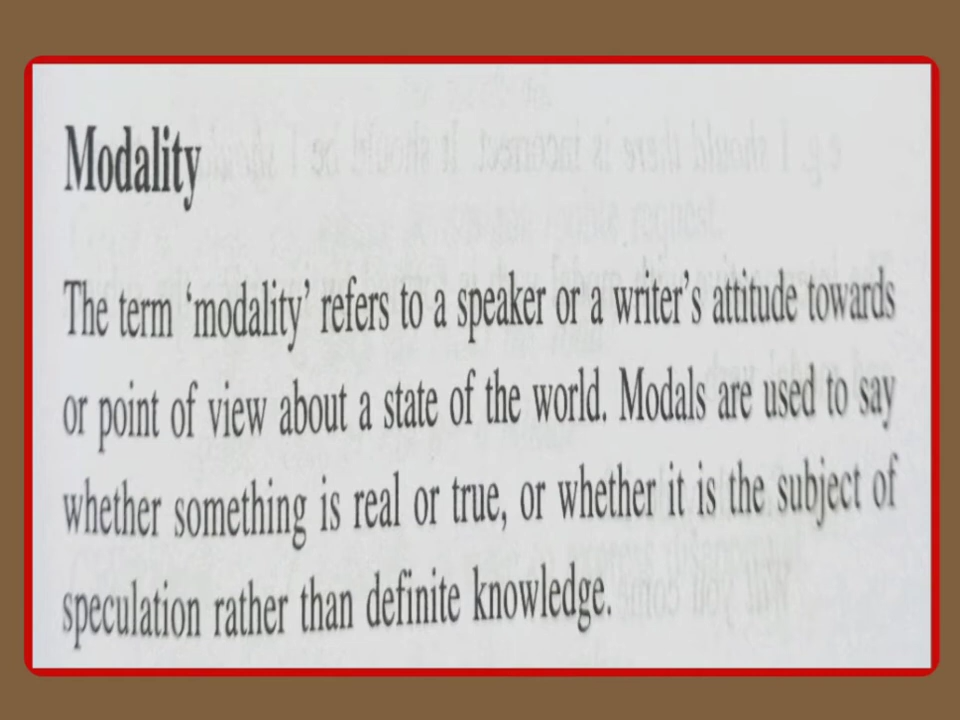 Modality
The term ‘modality’ refers to a speaker or a writer’s attitude towards
or point of view about a state of the world. Modals are used to say
whether something is real or true, or whether it is the subject of
speculation rather than definite knowledge.